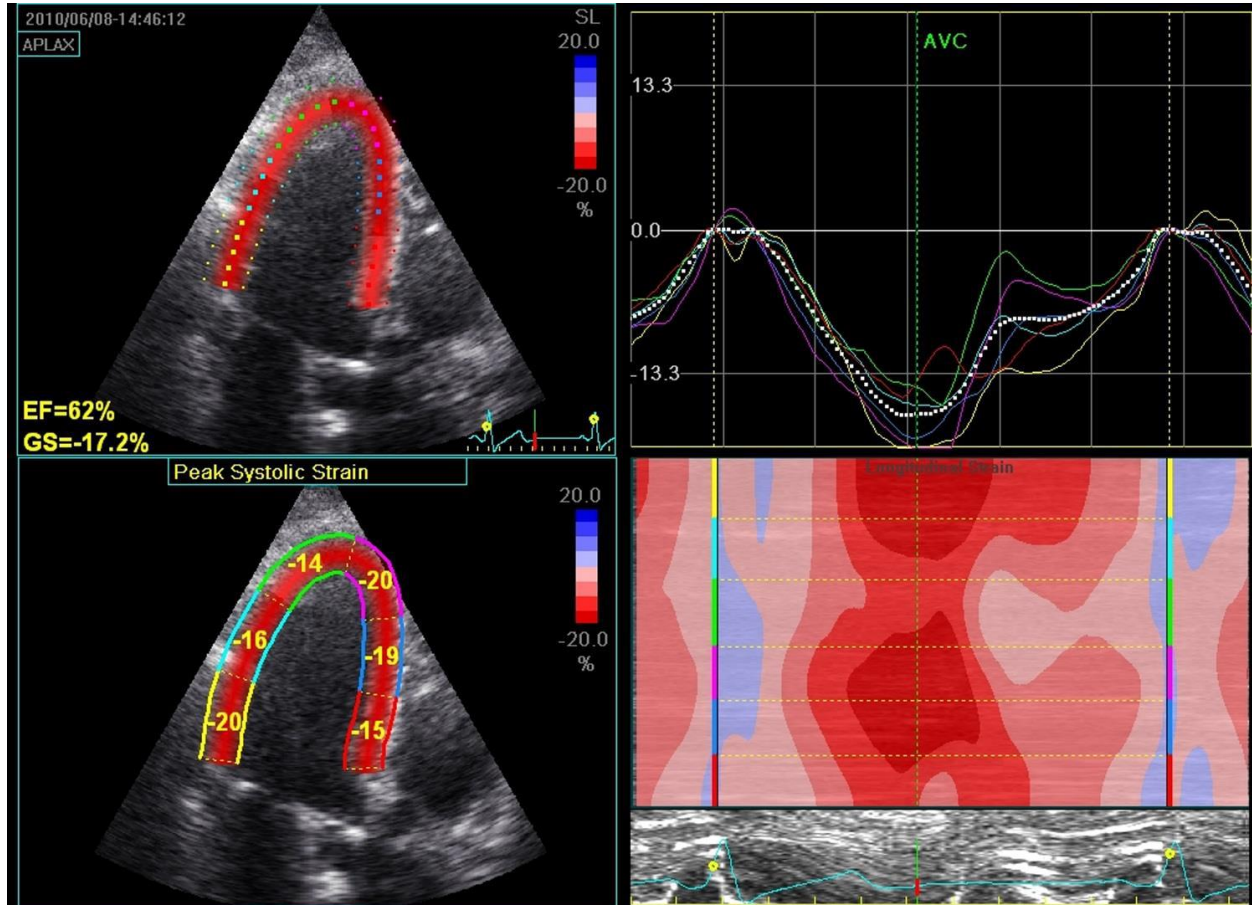 2010/06/08-14:46:12
APLAX
SL
20.0
-20.0
%
EF=62%
GS=-17.2%
AVC
13.3
0.0
-13.3
Peak Systolic Strain
20.0
-20.0
%
-14
-20
-16
-19
-20
-15
Longitudinal Strain